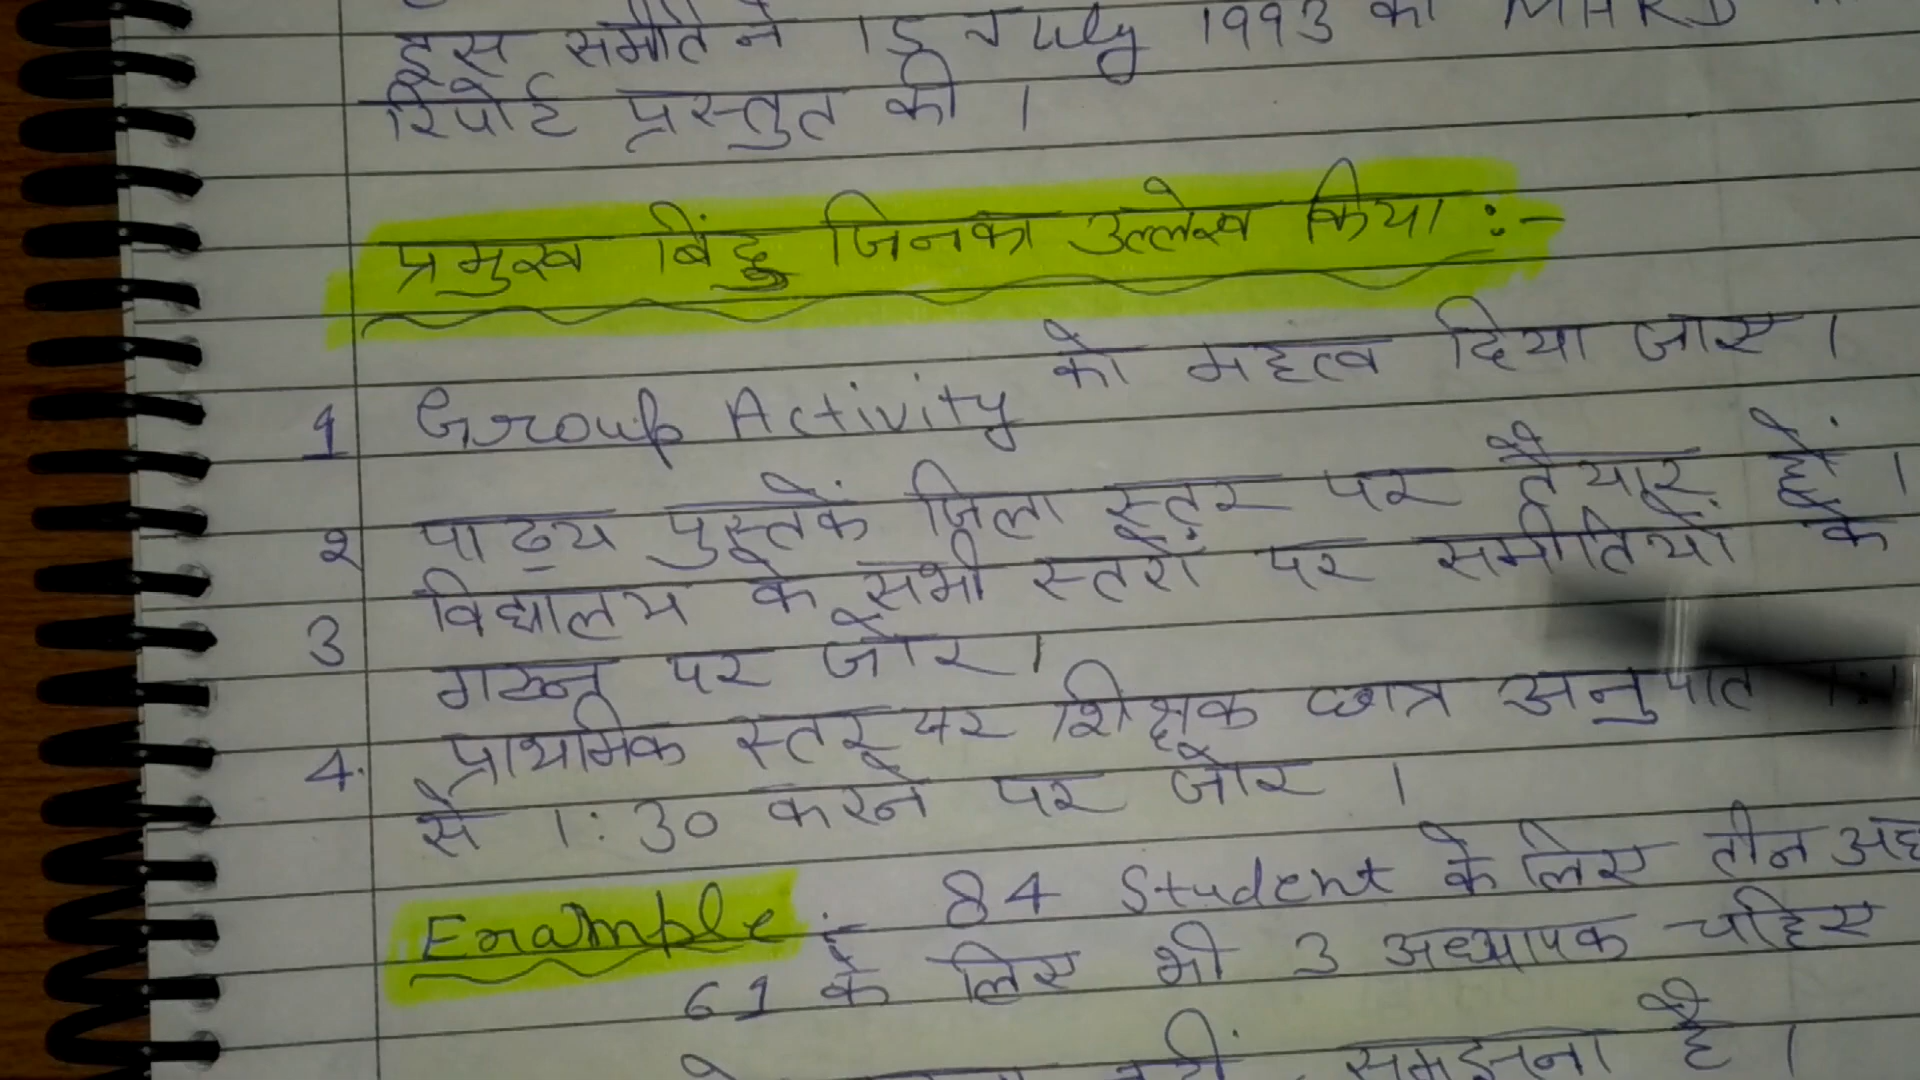 इस समिति ने 15 July 1993 को MHRD
रिपोर्ट प्रस्तुत की ।
प्रमुख बिंदु जिनका उल्लेख किया :-
1 Group Activity को महत्व दिया जाए ।
2 पाठ्य पुस्तकें ज़िला स्तर पर तैयार हों ।
3 विद्यालय के सभी स्तरों पर समितियों के
गठन पर जोर ।
4. प्राथमिक स्तर पर शिक्षक छात्र अनुपात
से 1:30 करने पर जोर ।
Example :- 84 Student के लिए तीन
61 के लिए भी 3 अध्यापक चाहिए
समझना है ।